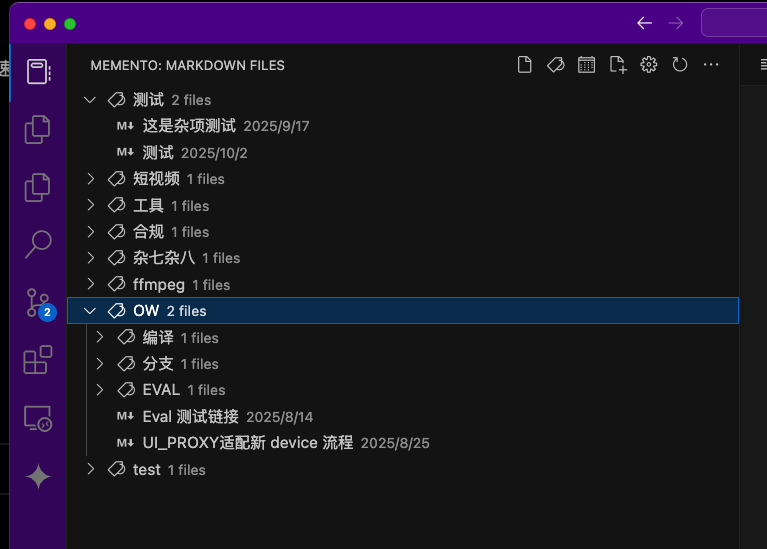 速
MEMENTO: MARKDOWN FILES
测试 2 files
M↓ 这是杂项测试 2025/9/17
M↓ 测试 2025/10/2
短视频 1 files
工具 1 files
合规 1 files
杂七杂八 1 files
ffmpeg 1 files
2
OW 2 files
编译 1 files
分支 1 files
EVAL 1 files
M↓ Eval 测试链接 2025/8/14
M↓ UI_PROXY适配新 device 流程 2025/8/25
test 1 files